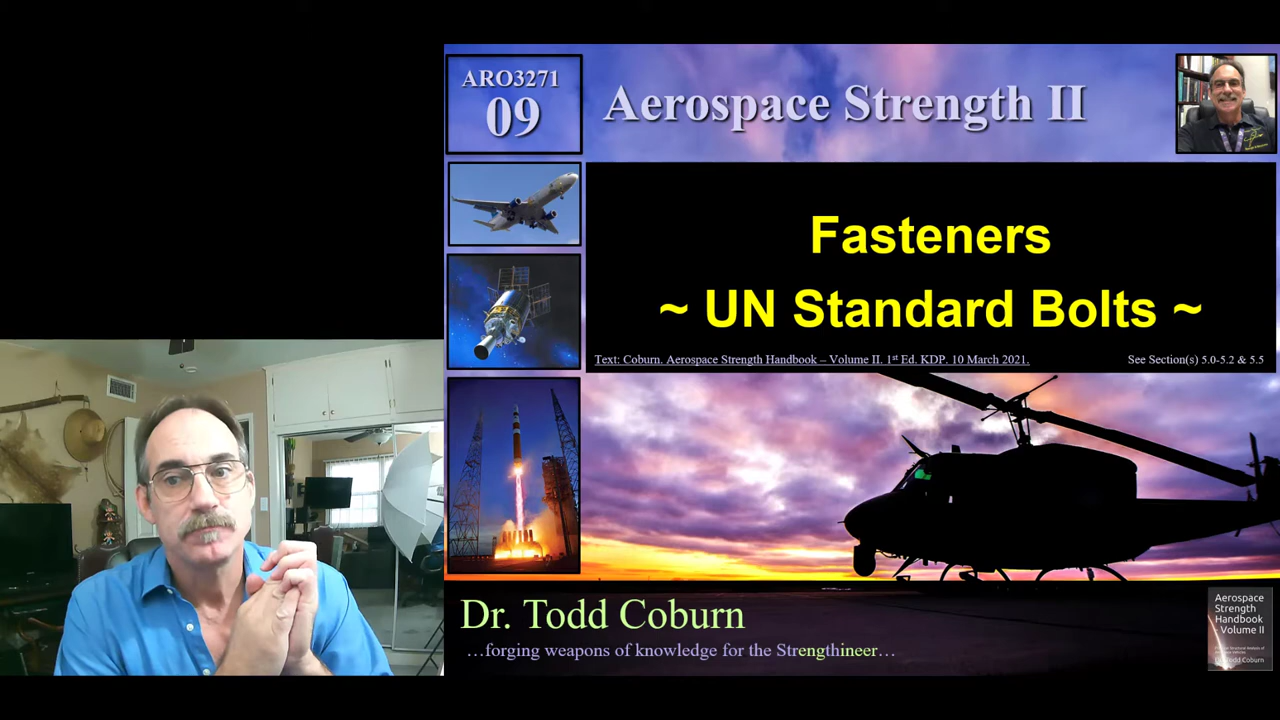 ARO3271
09
Aerospace Strength II
Fasteners
~ UN Standard Bolts ~
Text: Coburn. Aerospace Strength Handbook – Volume II. 1st Ed. KDP. 10 March 2021.
See Section(s) 5.0-5.2 & 5.5
Dr. Todd Coburn
…forging weapons of knowledge for the Strengthineer…
Aerospace
Strength
Handbook
Volume II
Todd Coburn